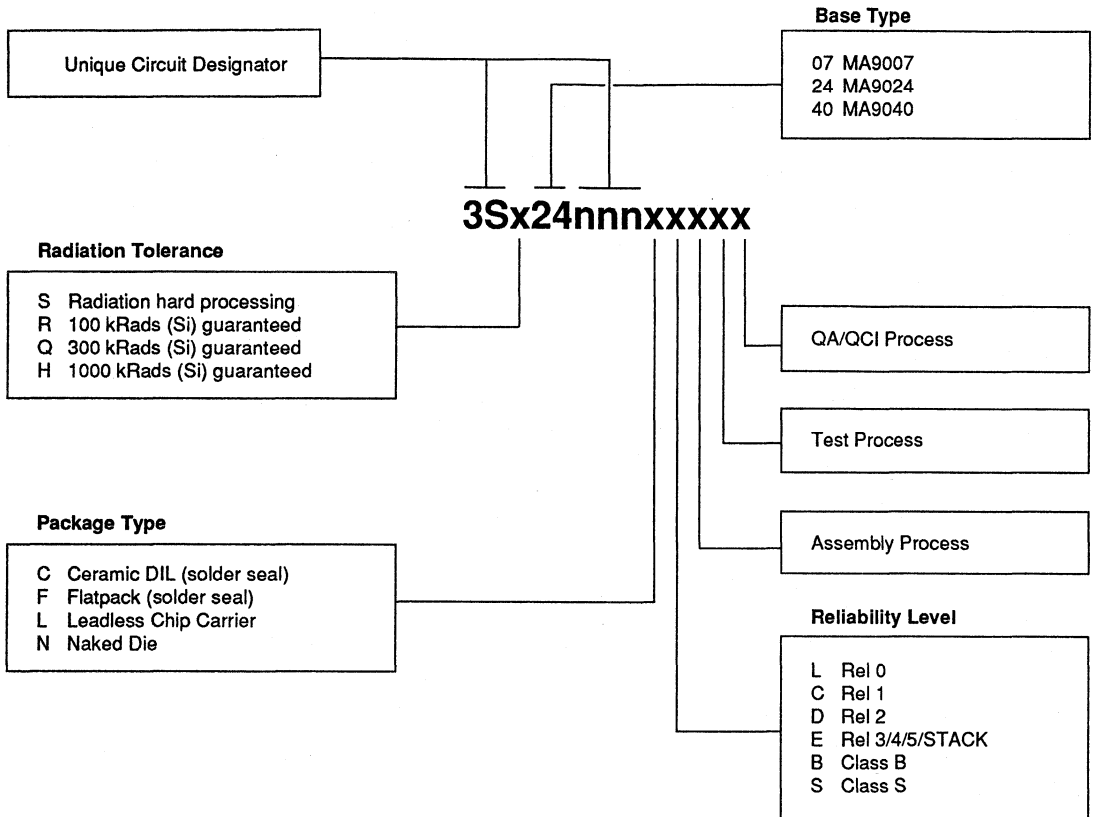 Base Type
Unique Circuit Designator
07 MA9007
24 MA9024
40 MA9040
3Sx24nnnxxxxx
Radiation Tolerance
S Radiation hard processing
R 100 kRads (Si) guaranteed
Q 300 kRads (Si) guaranteed
H 1000 kRads (Si) guaranteed
QA/QCI Process
Test Process
Assembly Process
Package Type
C Ceramic DIL (solder seal)
F Flatpack (solder seal)
L Leadless Chip Carrier
N Naked Die
Reliability Level
L Rel 0
C Rel 1
D Rel 2
E Rel 3/4/5/STACK
B Class B
S Class S